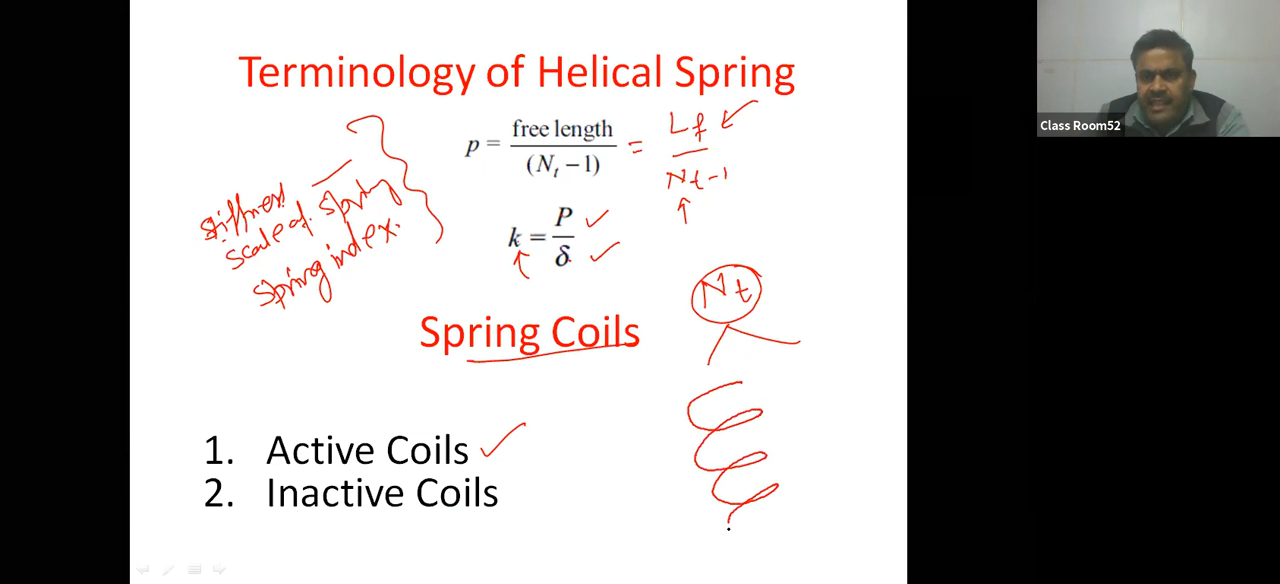 Terminology of Helical Spring
p = free length / (Nt − 1) = Lf / Nt-1
stiffness
scale of spring
spring index.
k = P / δ
Nt
Spring Coils
1. Active Coils
2. Inactive Coils
Class Room52